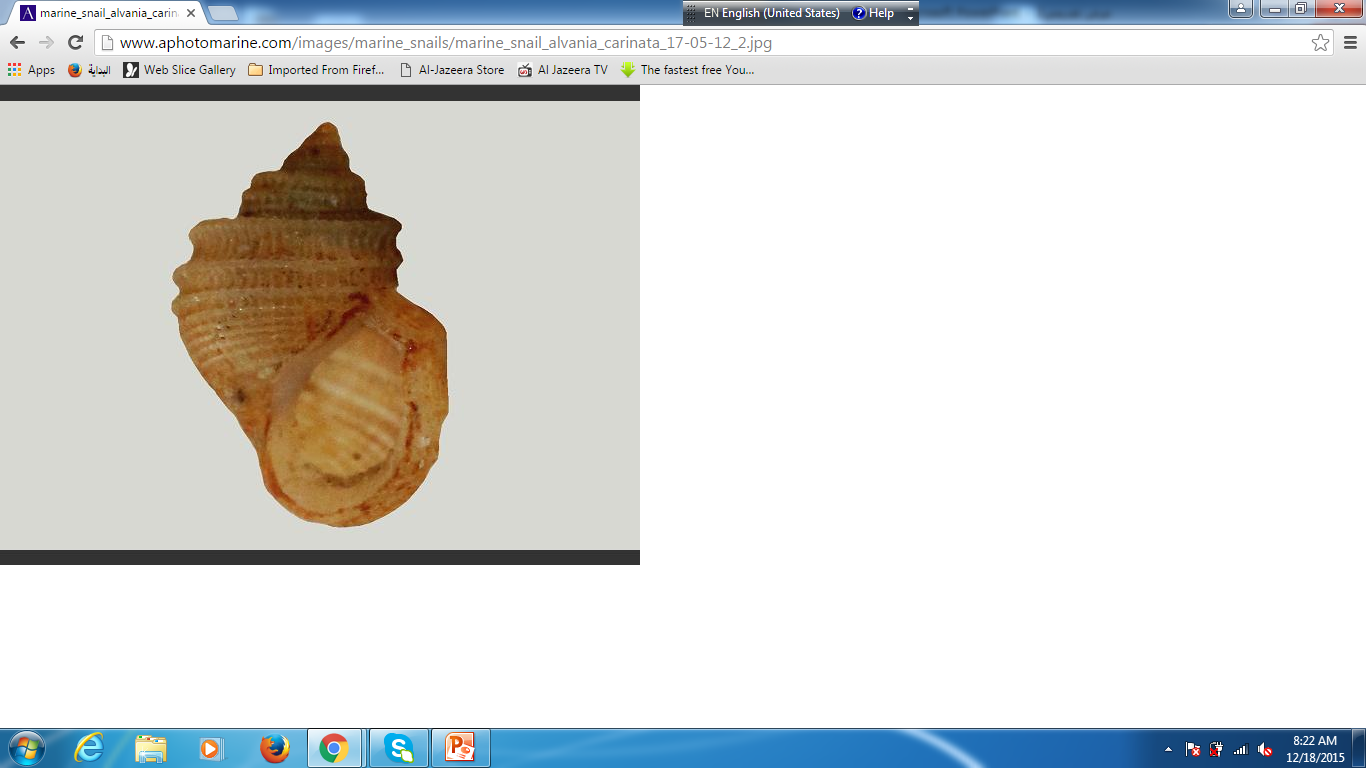 marine_snail_alvania_carin
EN English (United States) Help
www.aphotomarine.com/images/marine_snails/marine_snail_alvania_carinata_17-05-12_2.jpg
Apps البداية Web Slice Gallery Imported From Firef... Al-Jazeera Store Al Jazeera TV The fastest free You...
8:22 AM
12/18/2015